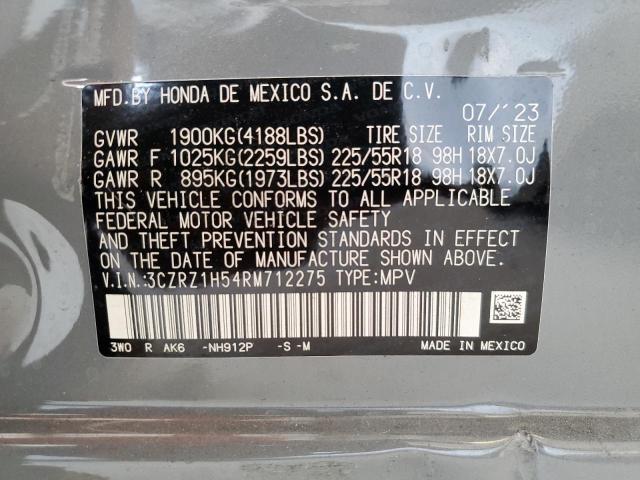 MFD.BY HONDA DE MEXICO S.A. DE C.V.
07/'23
GVWR 1900KG(4188LBS) TIRE SIZE RIM SIZE
GAWR F 1025KG(2259LBS) 225/55R18 98H 18X7.0J
GAWR R 895KG(1973LBS) 225/55R18 98H 18X7.0J
THIS VEHICLE CONFORMS TO ALL APPLICABLE
FEDERAL MOTOR VEHICLE SAFETY
AND THEFT PREVENTION STANDARDS IN EFFECT
ON THE DATE OF MANUFACTURE SHOWN ABOVE.
V.I.N.:3CZRZ1H54RM712275 TYPE:MPV
3W0 R AK6 -NH912P -S -M MADE IN MEXICO